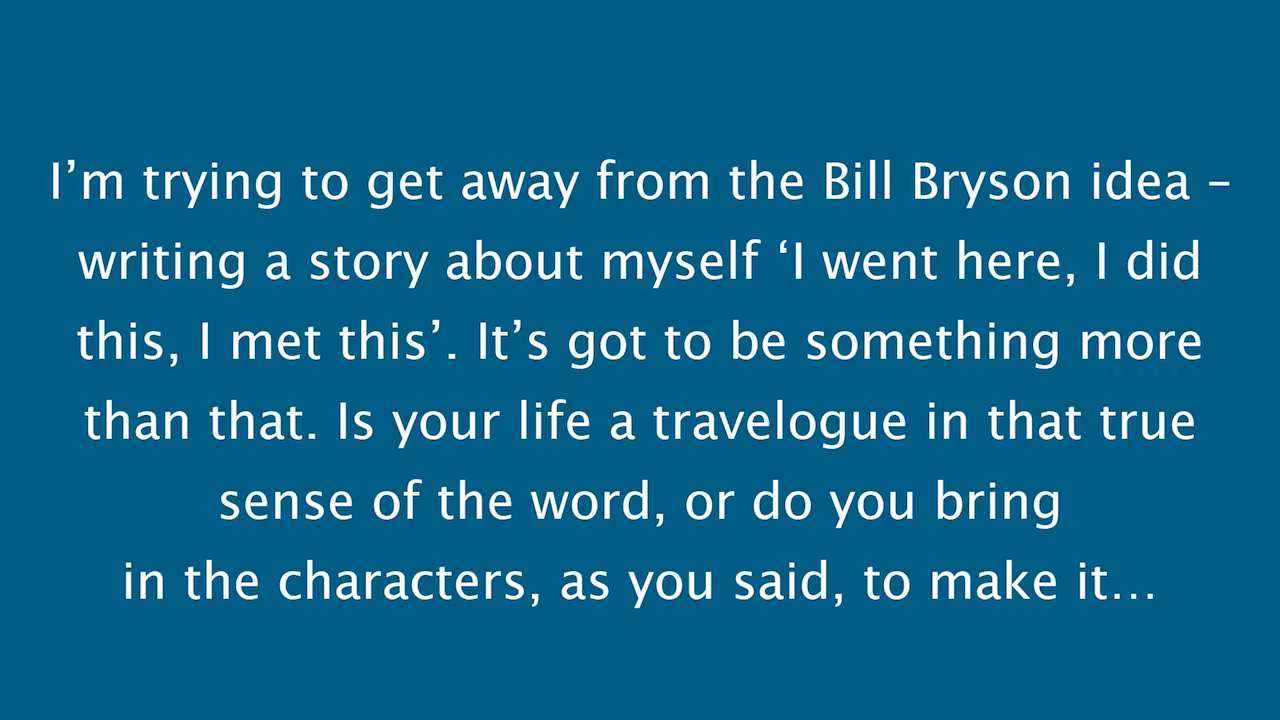 I’m trying to get away from the Bill Bryson idea –
writing a story about myself ‘I went here, I did
this, I met this’. It’s got to be something more
than that. Is your life a travelogue in that true
sense of the word, or do you bring
in the characters, as you said, to make it…